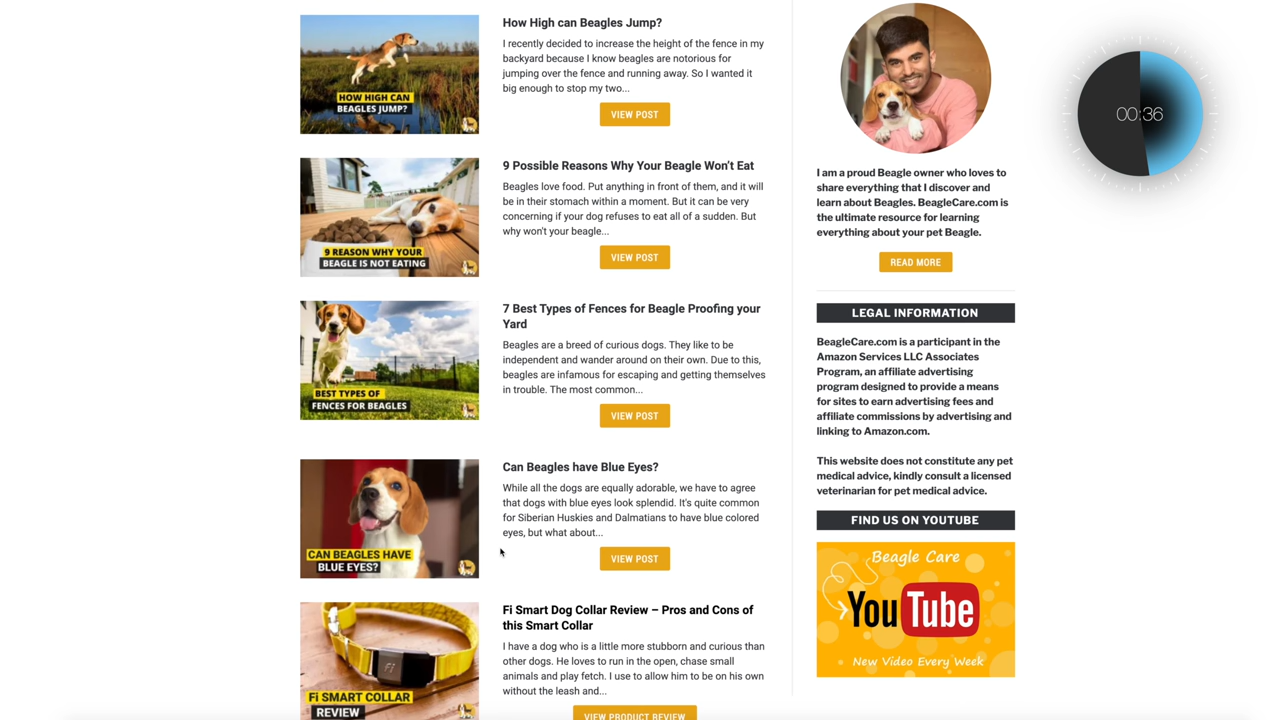 How High can Beagles Jump?
I recently decided to increase the height of the fence in my
backyard because I know beagles are notorious for
jumping over the fence and running away. So I wanted it
big enough to stop my two...
VIEW POST
HOW HIGH CAN
BEAGLES JUMP?
9 Possible Reasons Why Your Beagle Won't Eat
Beagles love food. Put anything in front of them, and it will
be in their stomach within a moment. But it can be very
concerning if your dog refuses to eat all of a sudden. But
why won't your beagle...
VIEW POST
9 REASON WHY YOUR
BEAGLE IS NOT EATING
7 Best Types of Fences for Beagle Proofing your
Yard
Beagles are a breed of curious dogs. They like to be
independent and wander around on their own. Due to this,
beagles are infamous for escaping and getting themselves
in trouble. The most common...
VIEW POST
BEST TYPES OF
FENCES FOR BEAGLES
Can Beagles have Blue Eyes?
While all the dogs are equally adorable, we have to agree
that dogs with blue eyes look splendid. It's quite common
for Siberian Huskies and Dalmatians to have blue colored
eyes, but what about...
VIEW POST
CAN BEAGLES HAVE
BLUE EYES?
Fi Smart Dog Collar Review – Pros and Cons of
this Smart Collar
I have a dog who is a little more stubborn and curious than
other dogs. He loves to run in the open, chase small
animals and play fetch. I use to allow him to be on his own
without the leash and...
VIEW PRODUCT REVIEW
Fi
Fi SMART COLLAR
REVIEW
I am a proud Beagle owner who loves to
share everything that I discover and
learn about Beagles. BeagleCare.com is
the ultimate resource for learning
everything about your pet Beagle.
READ MORE
LEGAL INFORMATION
BeagleCare.com is a participant in the
Amazon Services LLC Associates
Program, an affiliate advertising
program designed to provide a means
for sites to earn advertising fees and
affiliate commissions by advertising and
linking to Amazon.com.
This website does not constitute any pet
medical advice, kindly consult a licensed
veterinarian for pet medical advice.
FIND US ON YOUTUBE
Beagle Care
YouTube
New Video Every Week
00:36